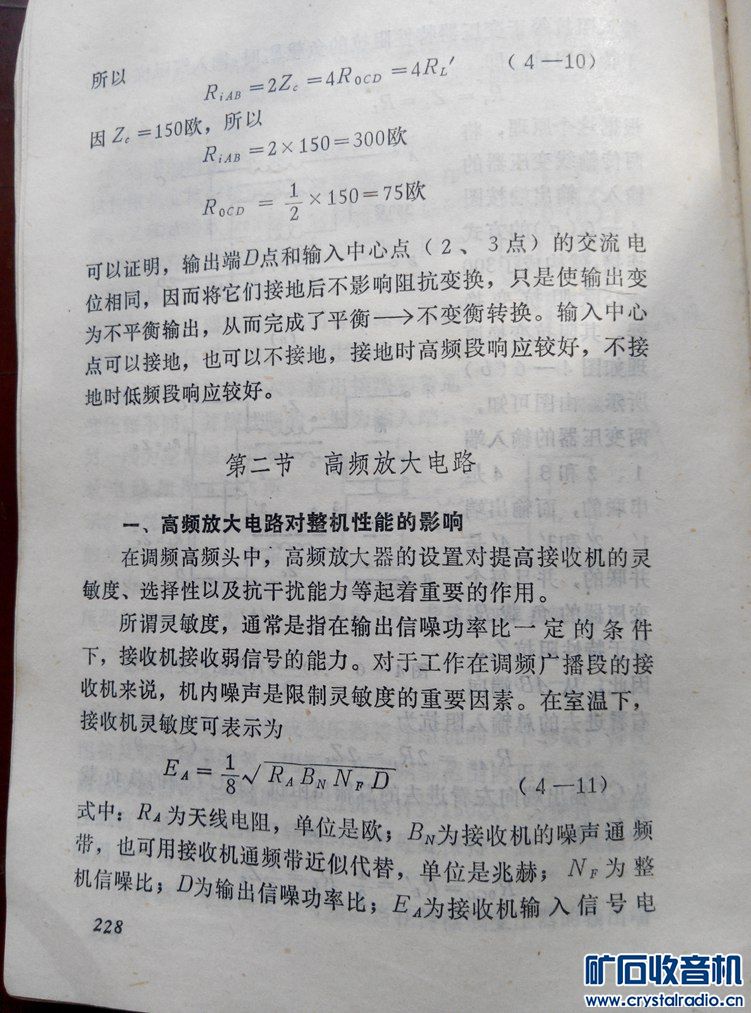 所以 R_{iAB}=2Z_c=4R_{OCD}=4R_L′ （4—10）
因 Z_c=150欧，所以
R_{iAB}=2×150=300欧
R_{OCD}=1/2×150=75欧
可以证明，输出端D点和输入中心点（2、3点）的交流电
位相同，因而将它们接地后不影响阻抗变换，只是使输出变
为不平衡输出，从而完成了平衡—→不变衡转换。输入中心
点可以接地，也可以不接地，接地时高频段响应较好，不接
地时低频段响应较好。
第二节 高频放大电路
一、高频放大电路对整机性能的影响
在调频高频头中，高频放大器的设置对提高接收机的灵
敏度、选择性以及抗干扰能力等起着重要的作用。
所谓灵敏度，通常是指在输出信噪功率比一定的条件
下，接收机接收弱信号的能力。对于工作在调频广播段的接
收机来说，机内噪声是限制灵敏度的重要因素。在室温下，
接收机灵敏度可表示为
E_A=1/8√R_A B_N N_F D （4—11）
式中：R_A为天线电阻，单位是欧；B_N为接收机的噪声通频
带，也可用接收机通频带近似代替，单位是兆赫；N_F为整
机信噪比；D为输出信噪功率比；E_A为接收机输入信号电
228
矿石收音机
www.crystalradio.cn